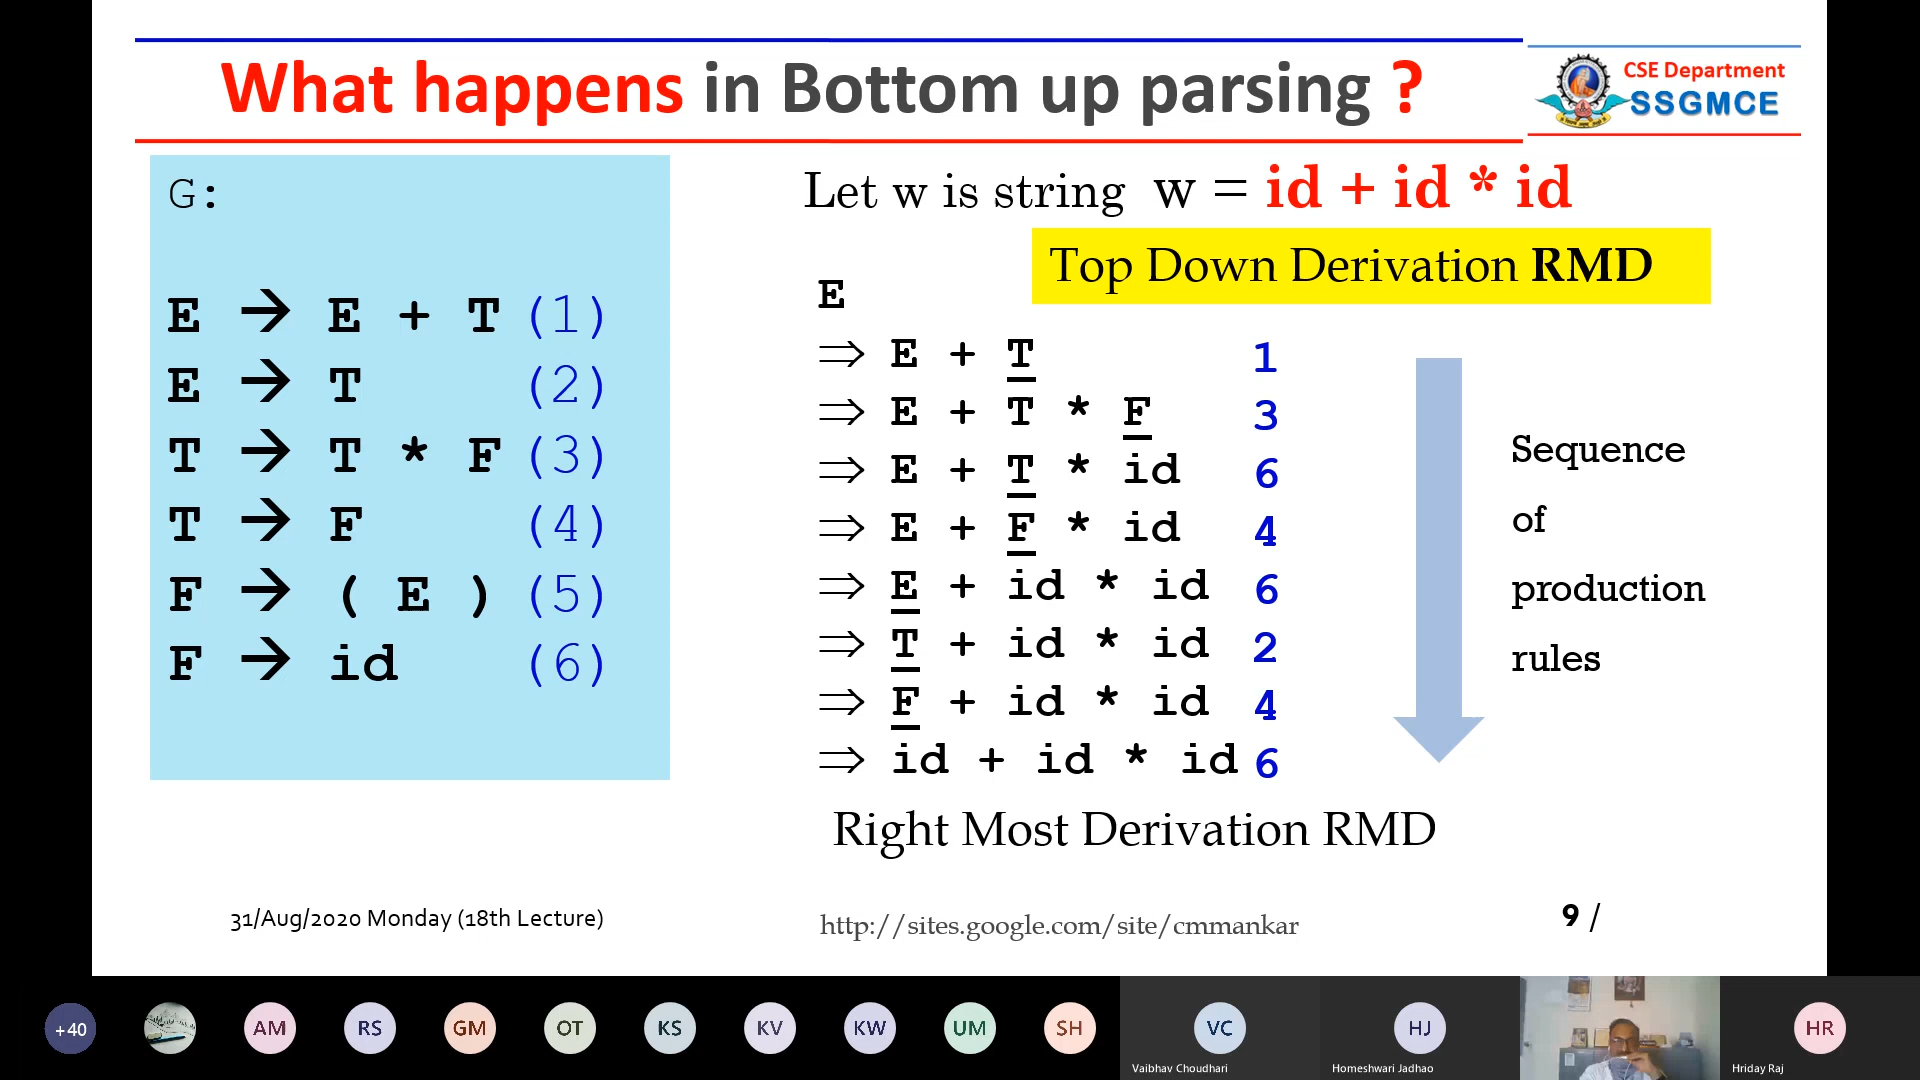 What happens in Bottom up parsing ?
CSE Department
SSGMCE
G:
E → E + T (1)
E → T (2)
T → T * F (3)
T → F (4)
F → ( E ) (5)
F → id (6)
Let w is string w = id + id * id
Top Down Derivation RMD
E
⇒ E + T 1
⇒ E + T * F 3
⇒ E + T * id 6
⇒ E + F * id 4
⇒ E + id * id 6
⇒ T + id * id 2
⇒ F + id * id 4
⇒ id + id * id 6
Sequence
of
production
rules
Right Most Derivation RMD
31/Aug/2020 Monday (18th Lecture)
http://sites.google.com/site/cmmankar
9 /
+40
AM
RS
GM
OT
KS
KV
KW
UM
SH
VC
Vaibhav Choudhari
HJ
Homeshwari Jadhao
HR
Hriday Raj